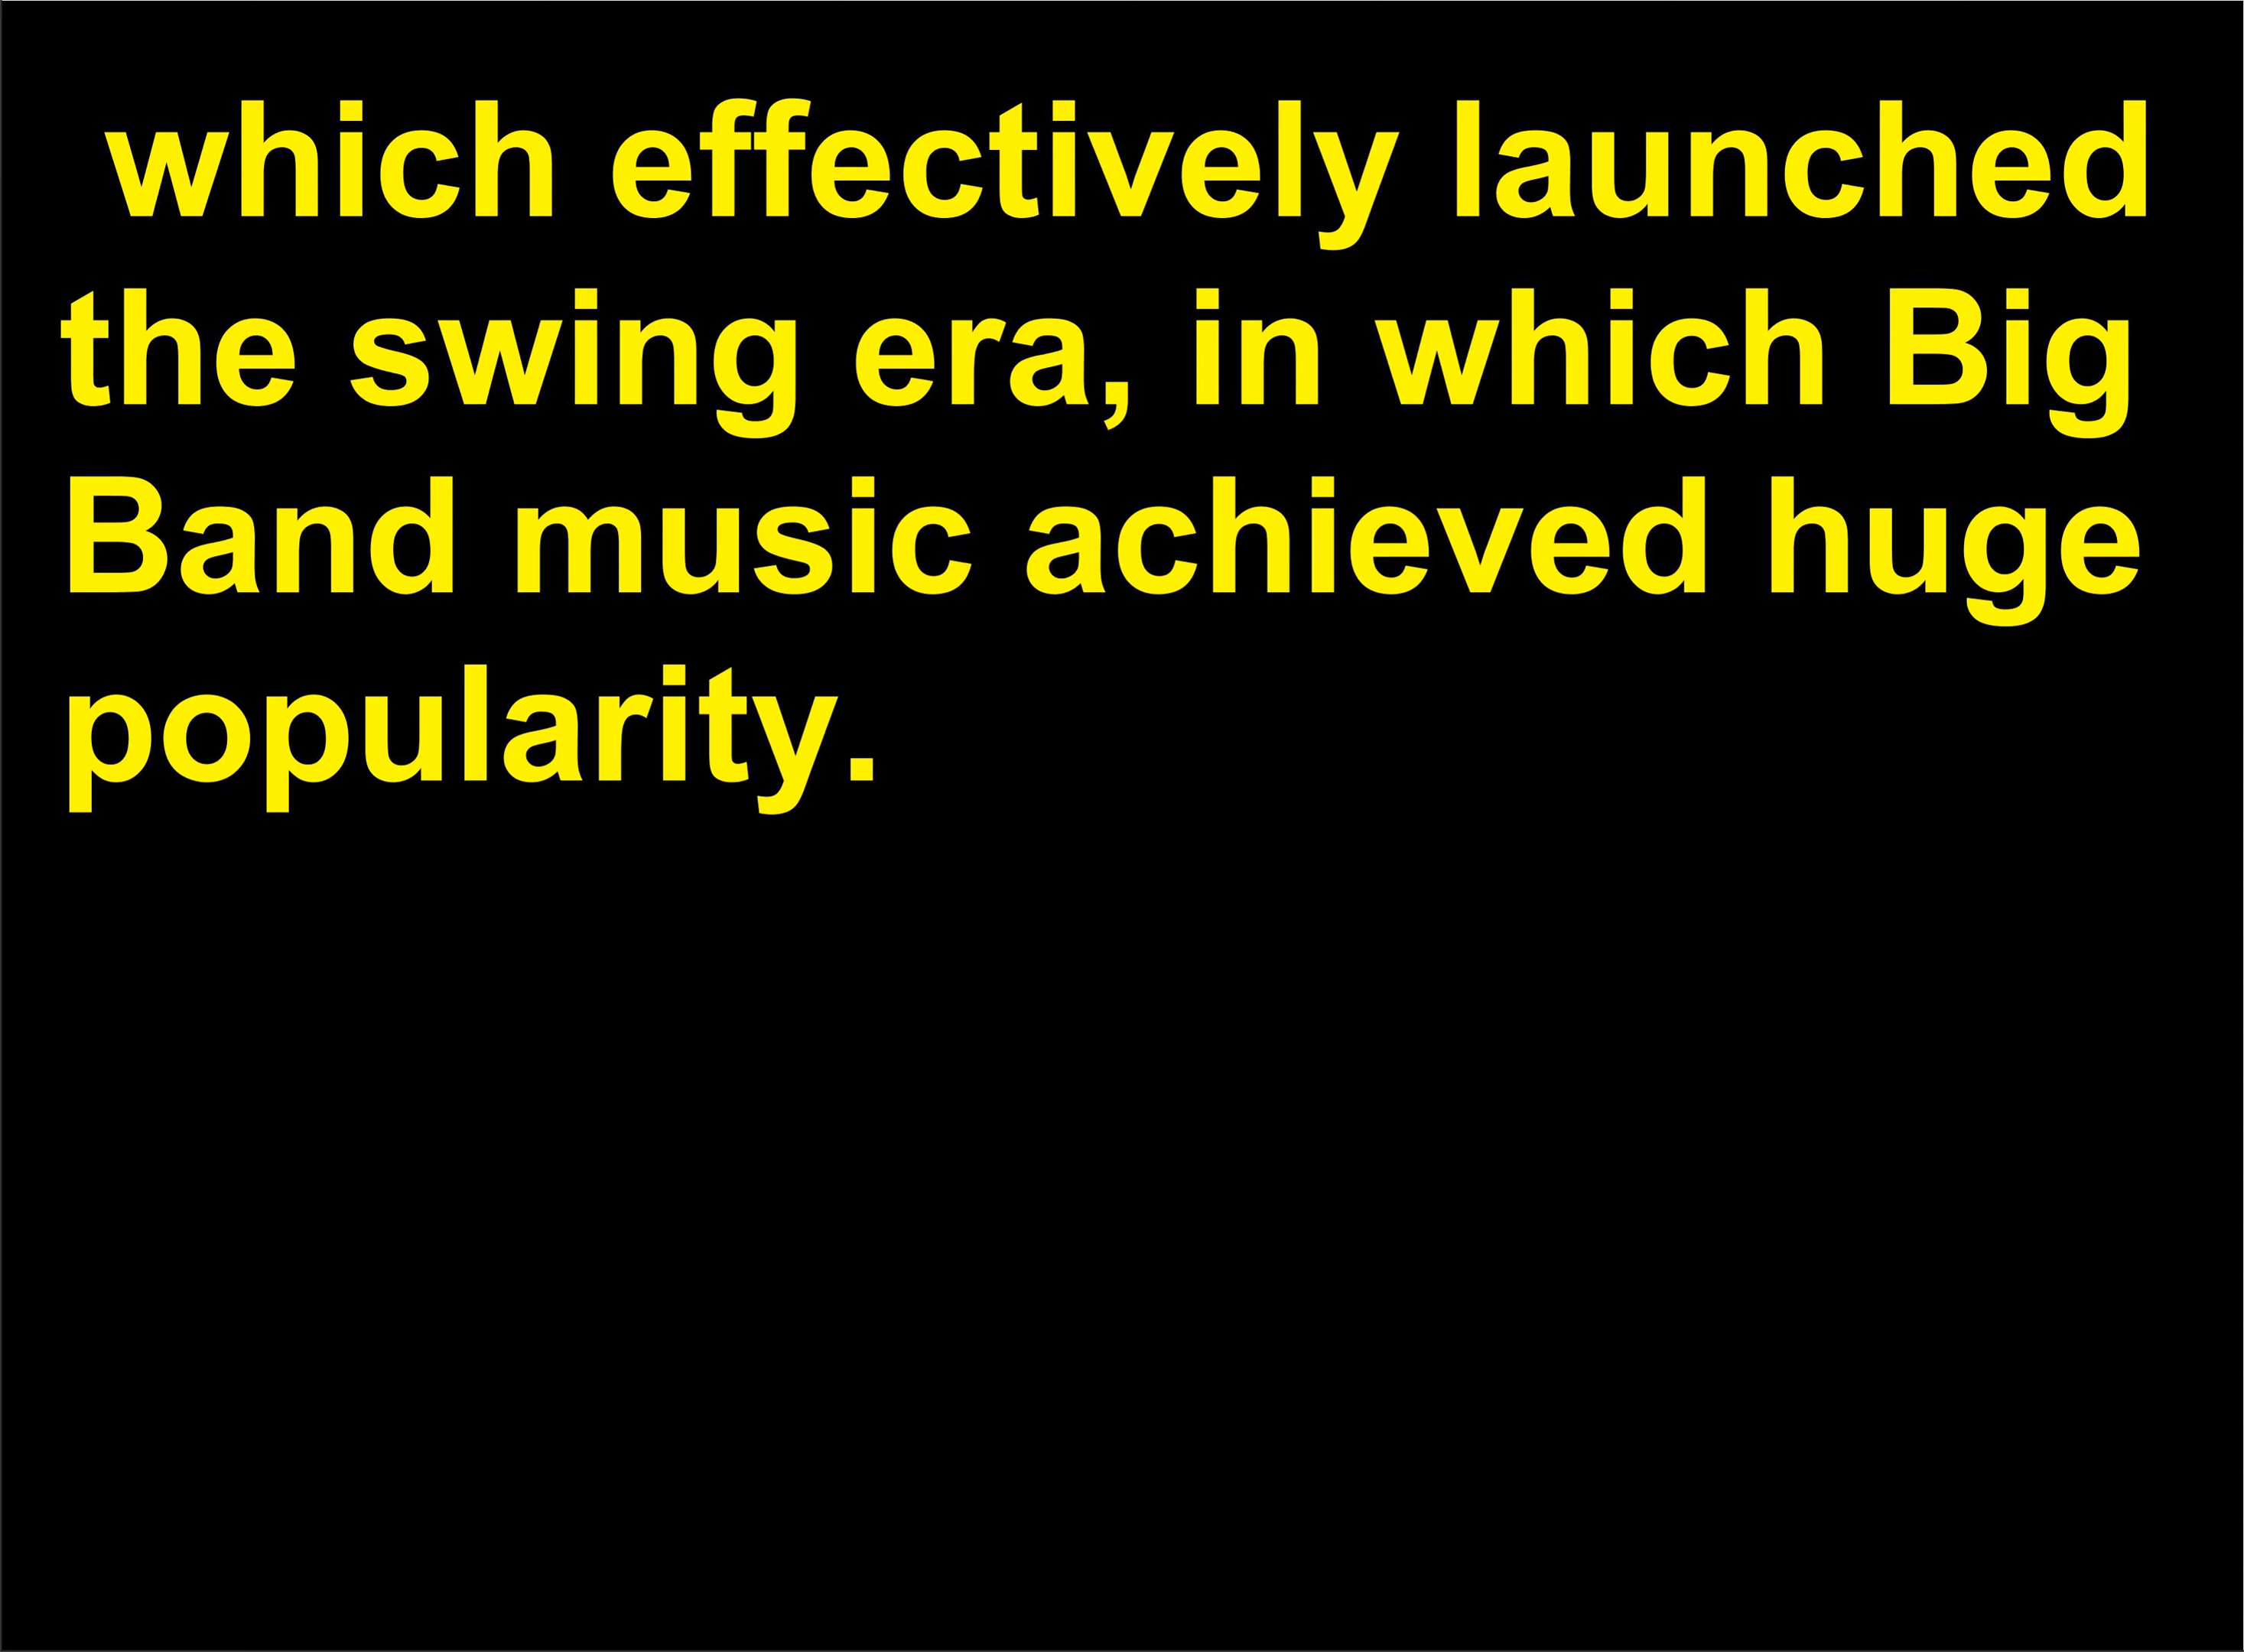 which effectively launched
the swing era, in which Big
Band music achieved huge
popularity.